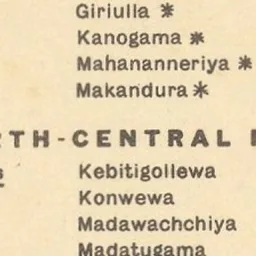 Giriulla *
Kanogama *
Mahananneriya *
Makandura *
RTH-CENTRAL
Kebitigollewa
Konwewa
Madawachchiya
Madatugama